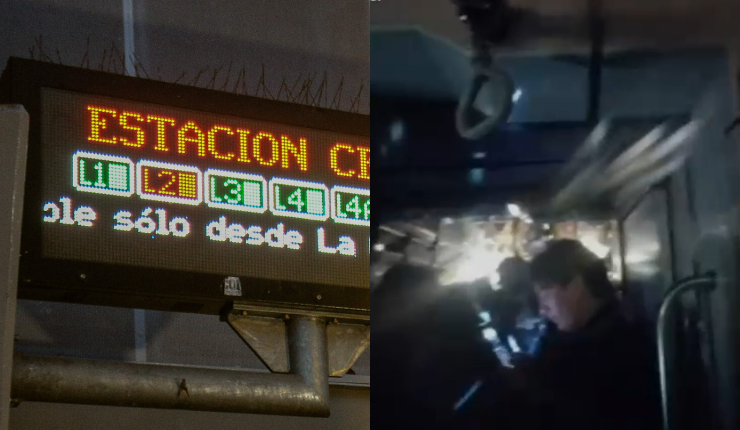 ESTACION
L1 L2 L3 L4
sólo desde La